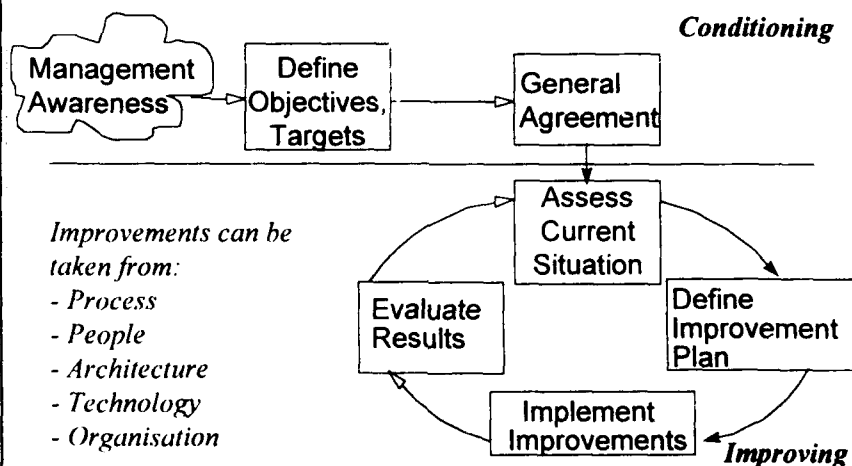 Conditioning
Management
Awareness
Define
Objectives,
Targets
General
Agreement
Assess
Current
Situation
Improvements can be
taken from:
- Process
- People
- Architecture
- Technology
- Organisation
Evaluate
Results
Define
Improvement
Plan
Implement
Improvements
Improving